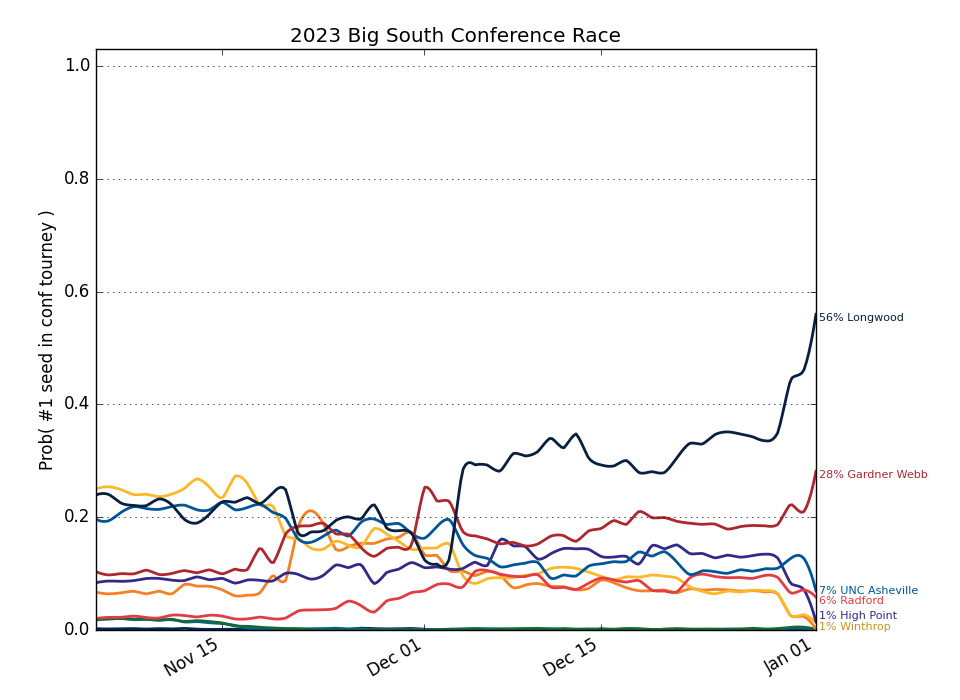 2023 Big South Conference Race
Prob( #1 seed in conf tourney )
1.0
0.8
0.6
0.4
0.2
0.0
56% Longwood
28% Gardner Webb
7% UNC Asheville
6% Radford
1% High Point
1% Winthrop
Nov 15
Dec 01
Dec 15
Jan 01